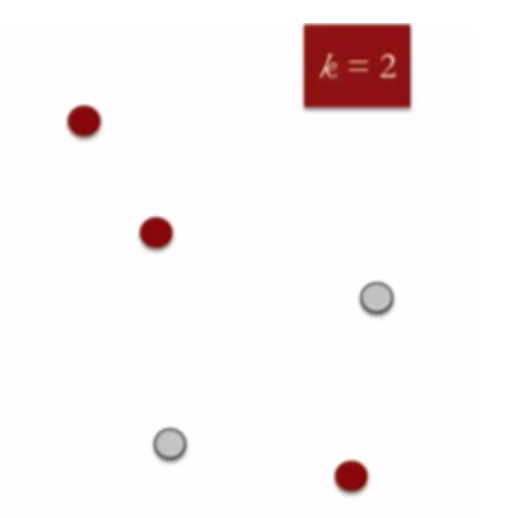 k = 2